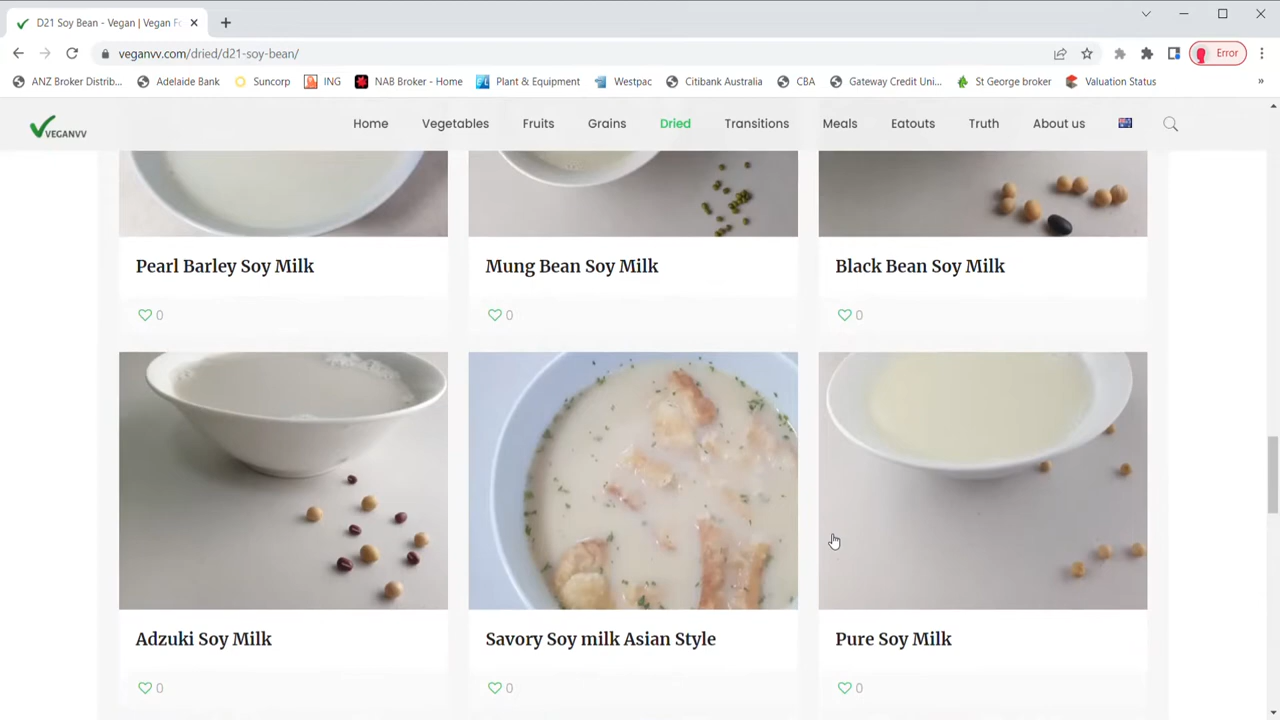 D21 Soy Bean - Vegan | Vegan F
veganvv.com/dried/d21-soy-bean/
Error
ANZ Broker Distrib... Adelaide Bank Suncorp ING NAB Broker - Home Plant & Equipment Westpac Citibank Australia CBA Gateway Credit Uni... St George broker Valuation Status »
VEGANVV Home Vegetables Fruits Grains Dried Transitions Meals Eatouts Truth About us
Pearl Barley Soy Milk Mung Bean Soy Milk Black Bean Soy Milk
0 0 0
Adzuki Soy Milk Savory Soy milk Asian Style Pure Soy Milk
0 0 0